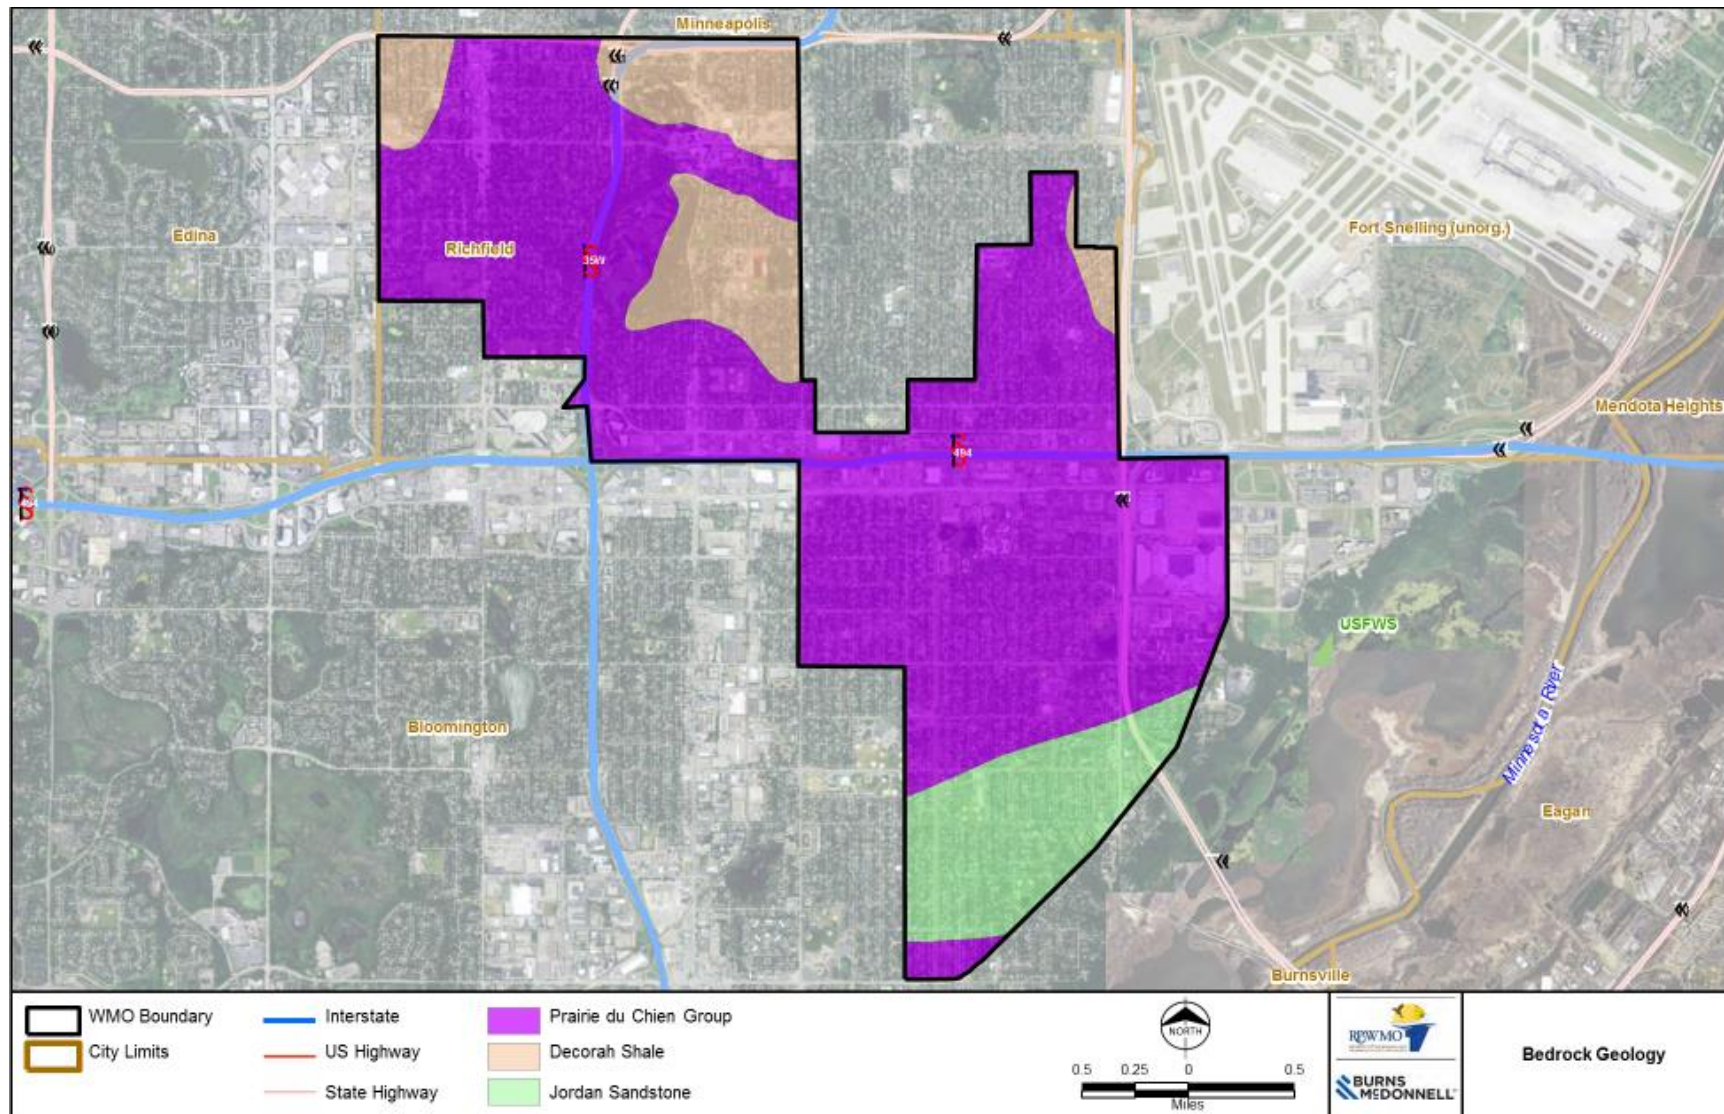 Minneapolis
Edina
Richfield
35W
Fort Snelling (unorg.)
Mendota Heights
494
USFWS
Bloomington
Minnesota River
Eagan
Burnsville
WMO Boundary
City Limits
Interstate
US Highway
State Highway
Prairie du Chien Group
Decorah Shale
Jordan Sandstone
NORTH
0.5 0.25 0 0.5
Miles
RPBCWMO
BURNS
MCDONNELL
Bedrock Geology